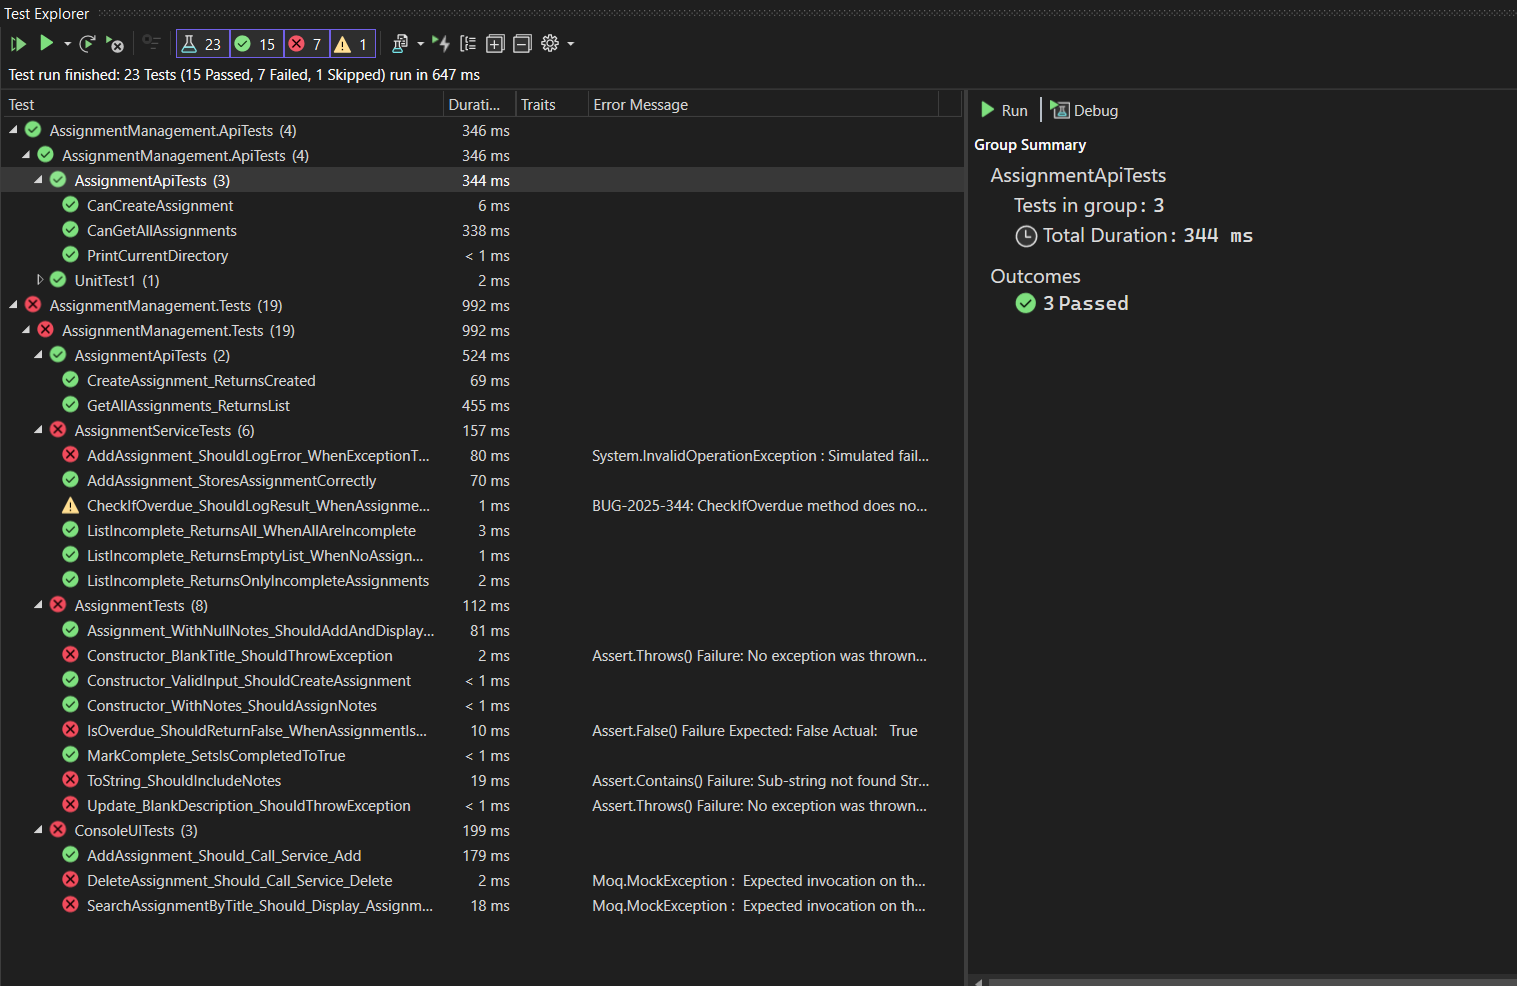 Test Explorer
23 15 7 1
Test run finished: 23 Tests (15 Passed, 7 Failed, 1 Skipped) run in 647 ms
Test Durati... Traits Error Message
AssignmentManagement.ApiTests (4) 346 ms
AssignmentManagement.ApiTests (4) 346 ms
AssignmentApiTests (3) 344 ms
CanCreateAssignment 6 ms
CanGetAllAssignments 338 ms
PrintCurrentDirectory < 1 ms
UnitTest1 (1) 2 ms
AssignmentManagement.Tests (19) 992 ms
AssignmentManagement.Tests (19) 992 ms
AssignmentApiTests (2) 524 ms
CreateAssignment_ReturnsCreated 69 ms
GetAllAssignments_ReturnsList 455 ms
AssignmentServiceTests (6) 157 ms
AddAssignment_ShouldLogError_WhenExceptionT... 80 ms System.InvalidOperationException : Simulated fail...
AddAssignment_StoresAssignmentCorrectly 70 ms
CheckIfOverdue_ShouldLogResult_WhenAssignme... 1 ms BUG-2025-344: CheckIfOverdue method does no...
ListIncomplete_ReturnsAll_WhenAllAreIncomplete 3 ms
ListIncomplete_ReturnsEmptyList_WhenNoAssign... 1 ms
ListIncomplete_ReturnsOnlyIncompleteAssignments 2 ms
AssignmentTests (8) 112 ms
Assignment_WithNullNotes_ShouldAddAndDisplay... 81 ms
Constructor_BlankTitle_ShouldThrowException 2 ms Assert.Throws() Failure: No exception was thrown...
Constructor_ValidInput_ShouldCreateAssignment < 1 ms
Constructor_WithNotes_ShouldAssignNotes < 1 ms
IsOverdue_ShouldReturnFalse_WhenAssignmentIs... 10 ms Assert.False() Failure Expected: False Actual: True
MarkComplete_SetsIsCompletedToTrue < 1 ms
ToString_ShouldIncludeNotes 19 ms Assert.Contains() Failure: Sub-string not found Str...
Update_BlankDescription_ShouldThrowException < 1 ms Assert.Throws() Failure: No exception was thrown...
ConsoleUITests (3) 199 ms
AddAssignment_Should_Call_Service_Add 179 ms
DeleteAssignment_Should_Call_Service_Delete 2 ms Moq.MockException : Expected invocation on th...
SearchAssignmentByTitle_Should_Display_Assignm... 18 ms Moq.MockException : Expected invocation on th...
Run Debug
Group Summary
AssignmentApiTests
Tests in group: 3
Total Duration: 344 ms
Outcomes
3 Passed